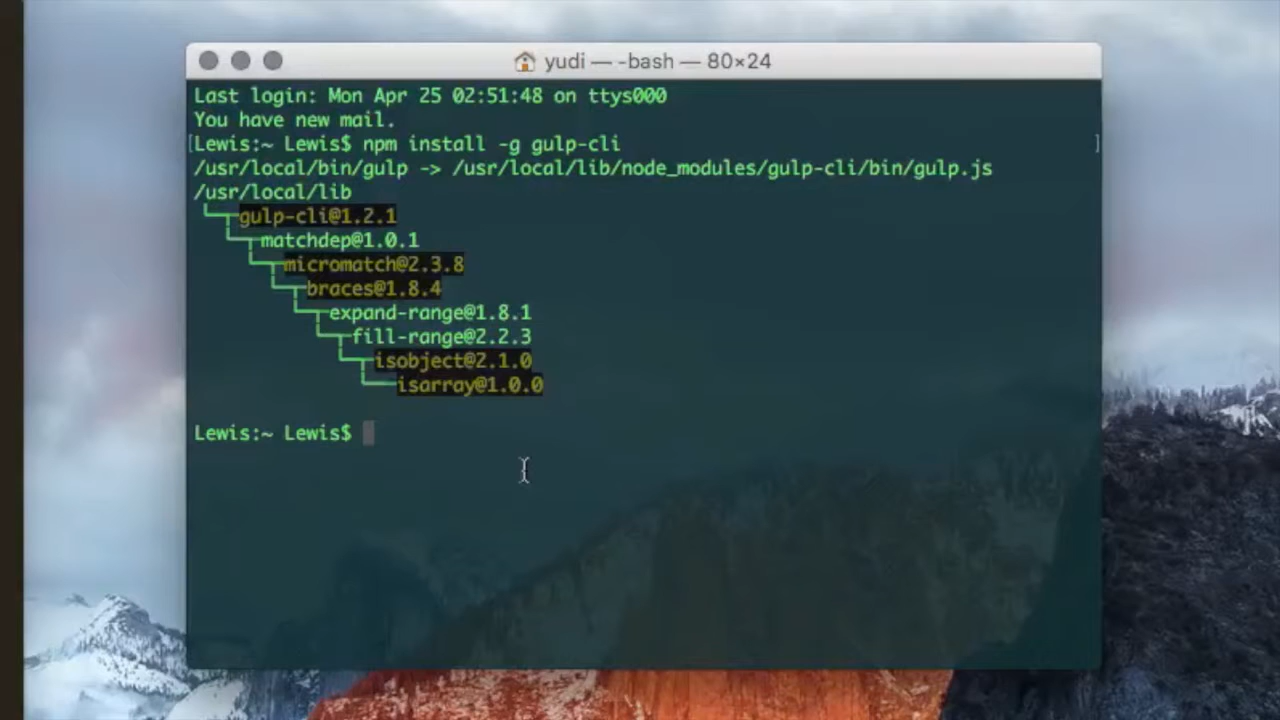 yudi — -bash — 80×24
Last login: Mon Apr 25 02:51:48 on ttys000
You have new mail.
[Lewis:~ Lewis$ npm install -g gulp-cli ]
/usr/local/bin/gulp -> /usr/local/lib/node_modules/gulp-cli/bin/gulp.js
/usr/local/lib
└─┬gulp-cli@1.2.1
└─┬matchdep@1.0.1
└─┬micromatch@2.3.8
└─┬braces@1.8.4
└─┬expand-range@1.8.1
└─┬fill-range@2.2.3
└─┬isobject@2.1.0
└──isarray@1.0.0
Lewis:~ Lewis$